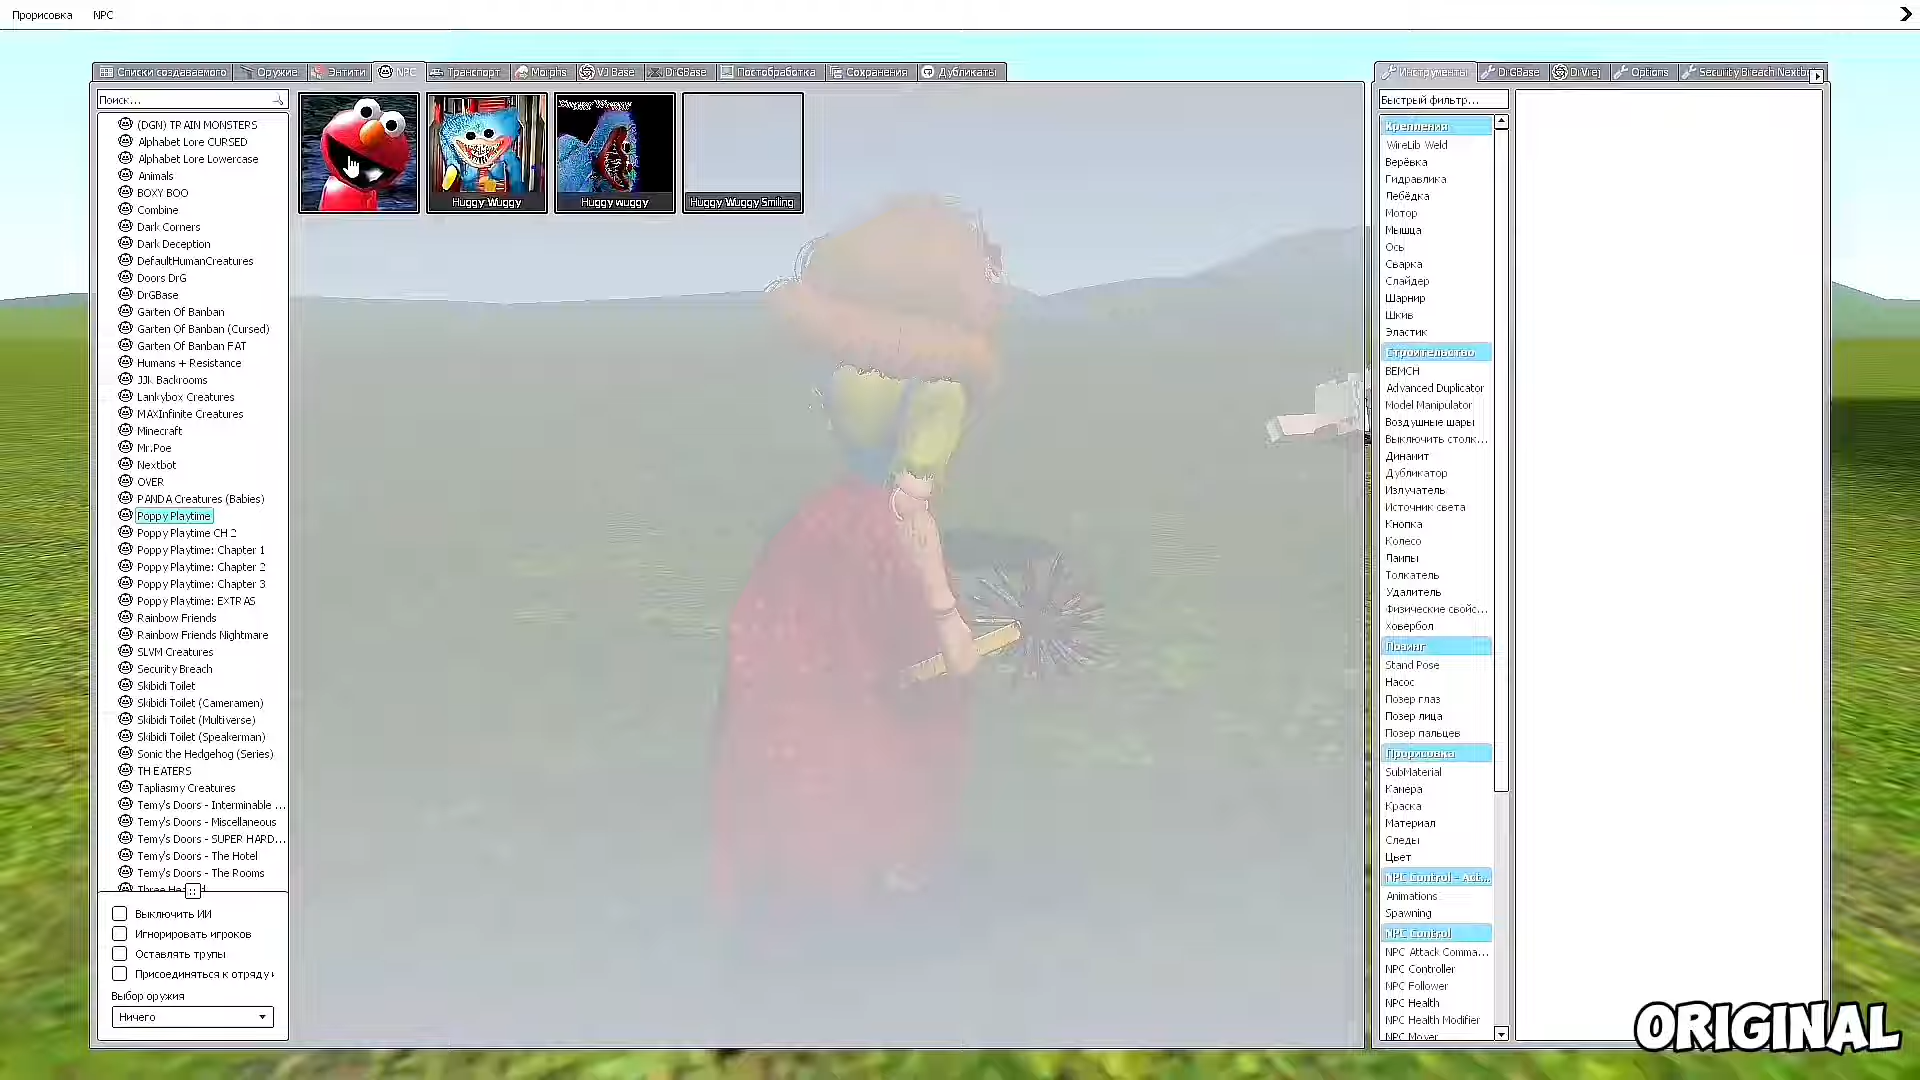 Прорисовка NPC
Списки создаваемого Оружие Энтити NPC Транспорт Morphs VJ Base DrGBase Постобработка Сохранения Дубликаты
Инструменты DrGBase DrVrej Options Security Breach Nextb
Поиск...
(DGN) TRAIN MONSTERS
Alphabet Lore CURSED
Alphabet Lore Lowercase
Animals
BOXY BOO
Combine
Dark Corners
Dark Deception
DefaultHumanCreatures
Doors DrG
DrGBase
Garten Of Banban
Garten Of Banban (Cursed)
Garten Of Banban FAT
Humans + Resistance
JJk Backrooms
Lankybox Creatures
MAXInfinite Creatures
Minecraft
Mr.Poe
Nextbot
OVER
PANDA Creatures (Babies)
Poppy Playtime
Poppy Playtime CH 2
Poppy Playtime: Chapter 1
Poppy Playtime: Chapter 2
Poppy Playtime: Chapter 3
Poppy Playtime: EXTRAS
Rainbow Friends
Rainbow Friends Nightmare
SLVM Creatures
Security Breach
Skibidi Toilet
Skibidi Toilet (Cameramen)
Skibidi Toilet (Multiverse)
Skibidi Toilet (Speakerman)
Sonic the Hedgehog (Series)
TH EATERS
Tapliasmy Creatures
Temy's Doors - Interminable ...
Temy's Doors - Miscellaneous
Temy's Doors - SUPER HARD...
Temy's Doors - The Hotel
Temy's Doors - The Rooms
Выключить ИИ
Игнорировать игроков
Оставлять трупы
Присоединяться к отряду
Выбор оружия
Ничего
Huggy Wuggy
Huggy Wuggy
Huggy wuggy
Huggy Wuggy Smiling
Быстрый фильтр...
Крепления
WireLib Weld
Верёвка
Гидравлика
Лебёдка
Мотор
Мышца
Ось
Сварка
Слайдер
Шарнир
Шкив
Эластик
Строительство
BEMCH
Advanced Duplicator
Model Manipulator
Воздушные шары
Выключить столк...
Динамит
Дубликатор
Излучатель
Источник света
Кнопка
Колесо
Лампы
Толкатель
Удалитель
Физические свойс...
Ховербол
Позинг
Stand Pose
Насос
Позер глаз
Позер лица
Позер пальцев
Прорисовка
SubMaterial
Камера
Краска
Материал
Следы
Цвет
NPC Control - Act...
Animations
Spawning
NPC Control
NPC Attack Comma...
NPC Controller
NPC Follower
NPC Health
NPC Health Modifier
NPC Mover
ORIGINAL